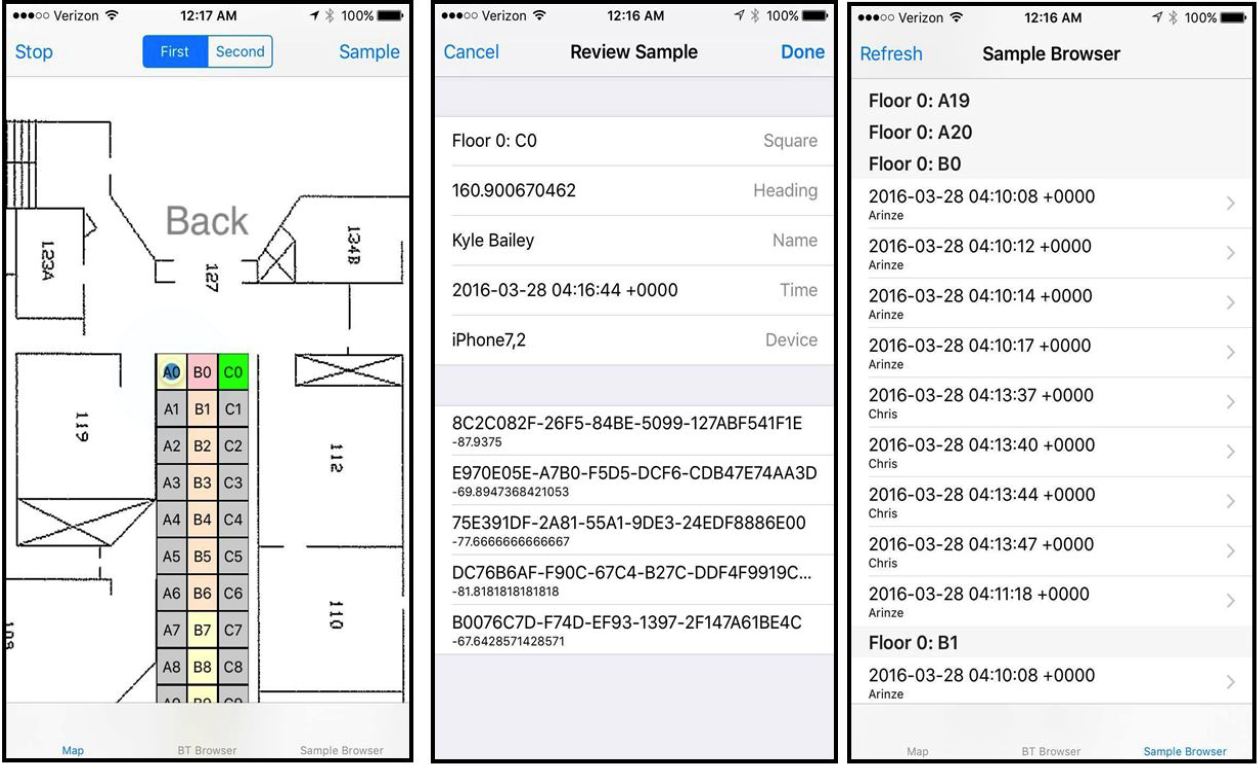 Verizon 12:17 AM 100%
Stop First Second Sample
Back
123A
134B
127
A0 B0 C0
A1 B1 C1
119
A2 B2 C2
112
A3 B3 C3
A4 B4 C4
A5 B5 C5
A6 B6 C6
110
A7 B7 C7
A8 B8 C8
A9 B9 C9
Map BT Browser Sample Browser
Verizon 12:16 AM 100%
Cancel Review Sample Done
Floor 0: C0 Square
160.900670462 Heading
Kyle Bailey Name
2016-03-28 04:16:44 +0000 Time
iPhone7,2 Device
8C2C082F-26F5-84BE-5099-127ABF541F1E
-87.9375
E970E05E-A7B0-F5D5-DCF6-CDB47E74AA3D
-69.8947368421053
75E391DF-2A81-55A1-9DE3-24EDF8886E00
-77.6666666666667
DC76B6AF-F90C-67C4-B27C-DDF4F9919C...
-81.8181818181818
B0076C7D-F74D-EF93-1397-2F147A61BE4C
-67.6428571428571
Verizon 12:16 AM 100%
Refresh Sample Browser
Floor 0: A19
Floor 0: A20
Floor 0: B0
2016-03-28 04:10:08 +0000
Arinze
2016-03-28 04:10:12 +0000
Arinze
2016-03-28 04:10:14 +0000
Arinze
2016-03-28 04:10:17 +0000
Arinze
2016-03-28 04:13:37 +0000
Chris
2016-03-28 04:13:40 +0000
Chris
2016-03-28 04:13:44 +0000
Chris
2016-03-28 04:13:47 +0000
Chris
2016-03-28 04:11:18 +0000
Arinze
Floor 0: B1
2016-03-28 04:10:08 +0000
Arinze
Map BT Browser Sample Browser